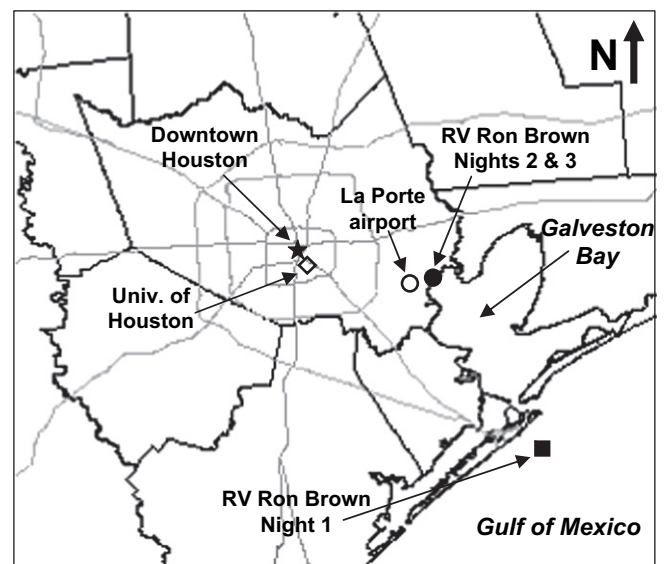 N
Downtown
Houston
RV Ron Brown
Nights 2 & 3
La Porte
airport
Galveston
Bay
Univ. of
Houston
RV Ron Brown
Night 1
Gulf of Mexico